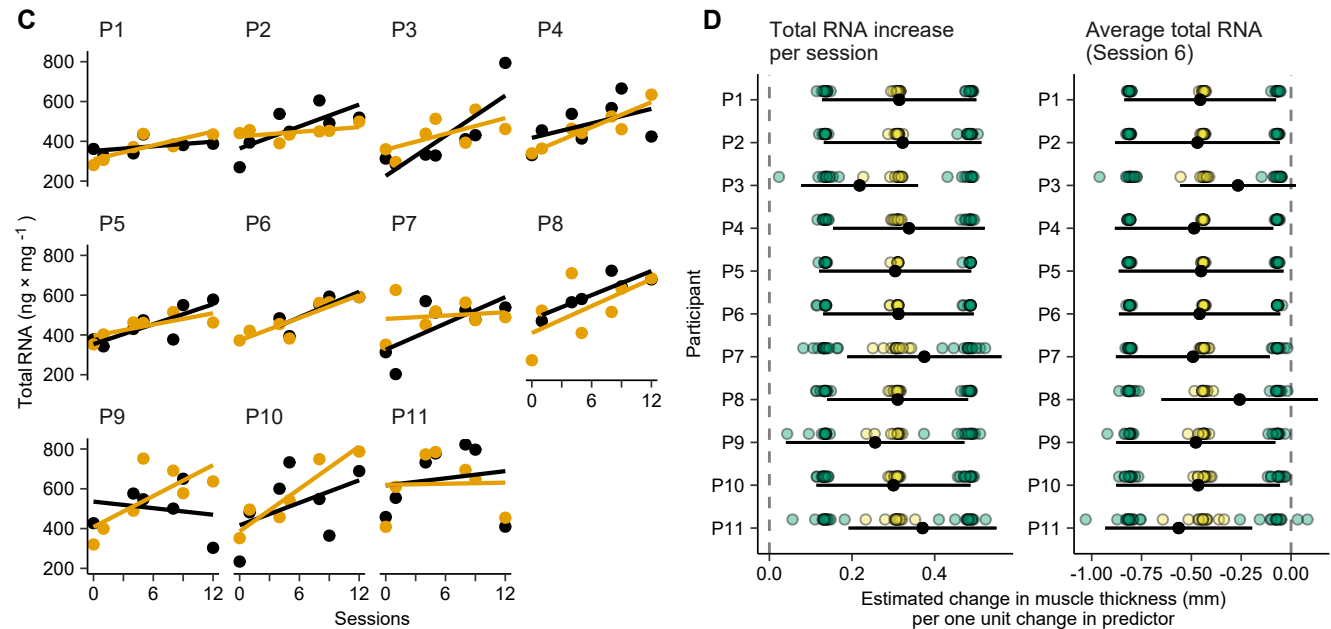 C
P1
P2
P3
P4
800
600
400
200
P5
P6
P7
P8
800
600
400
200
0
6
12
P9
P10
P11
800
600
400
200
0
6
12
0
6
12
0
6
12
Total RNA (ng × mg⁻¹)
Sessions
D
Total RNA increase
per session
Average total RNA
(Session 6)
Participant
P1
P2
P3
P4
P5
P6
P7
P8
P9
P10
P11
0.0
0.2
0.4
P1
P2
P3
P4
P5
P6
P7
P8
P9
P10
P11
-1.00
-0.75
-0.50
-0.25
0.00
Estimated change in muscle thickness (mm)
per one unit change in predictor